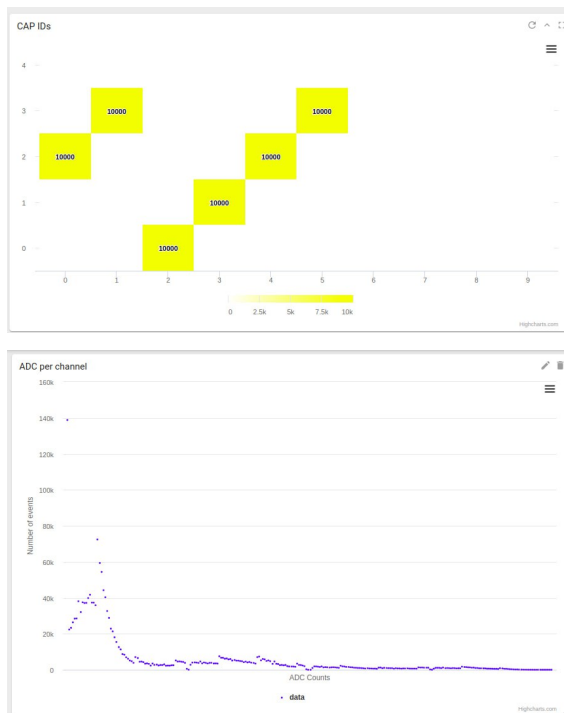 CAP IDs
4
3
10000
10000
2
10000
10000
1
10000
0
10000
0 1 2 3 4 5 6 7 8 9
0 2.5k 5k 7.5k 10k
Highcharts.com
ADC per channel
160k
140k
120k
100k
80k
60k
40k
20k
0
Number of events
ADC Counts
data
Highcharts.com